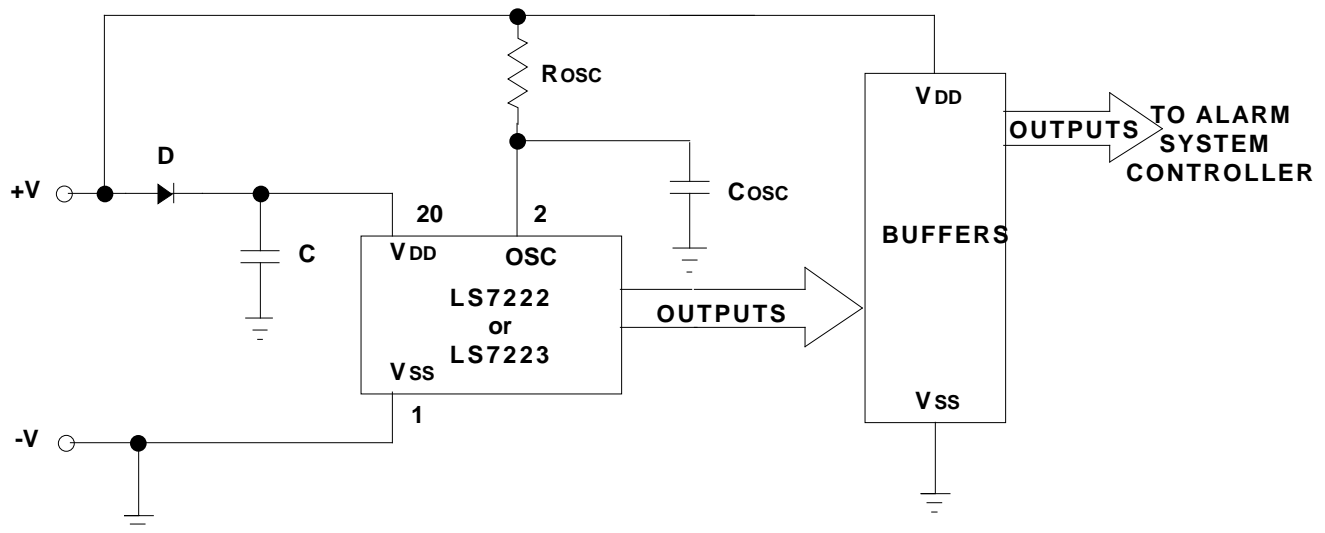 ROSC
VDD
OUTPUTS
TO ALARM
SYSTEM
CONTROLLER
D
+V
20
2
COSC
C
VDD
OSC
BUFFERS
LS7222
or
LS7223
OUTPUTS
VSS
1
VSS
-V